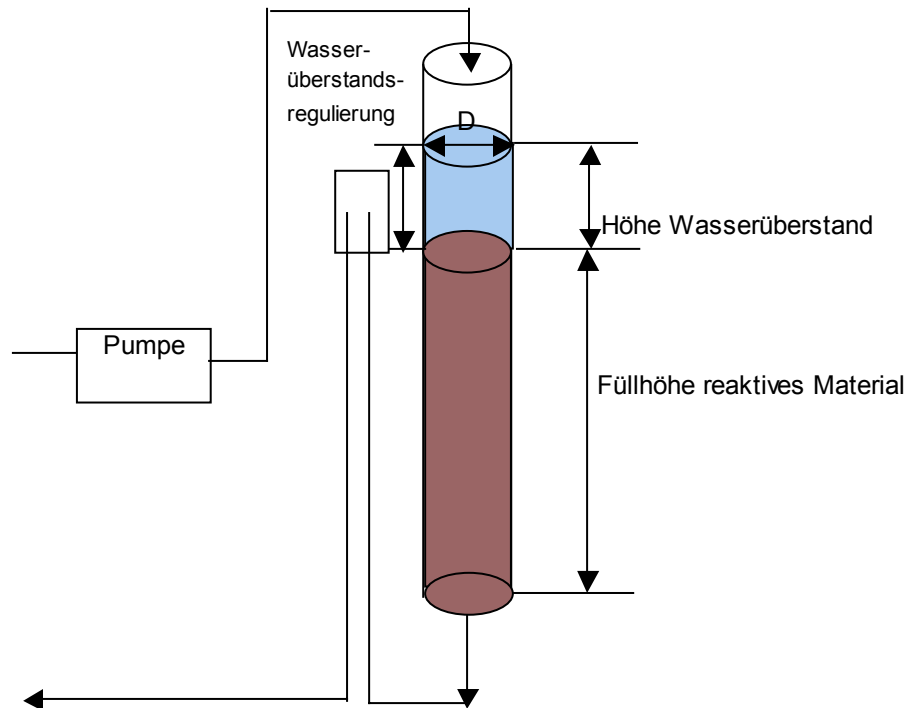 Wasser-
überstands-
regulierung
D
Höhe Wasserüberstand
Pumpe
Füllhöhe reaktives Material